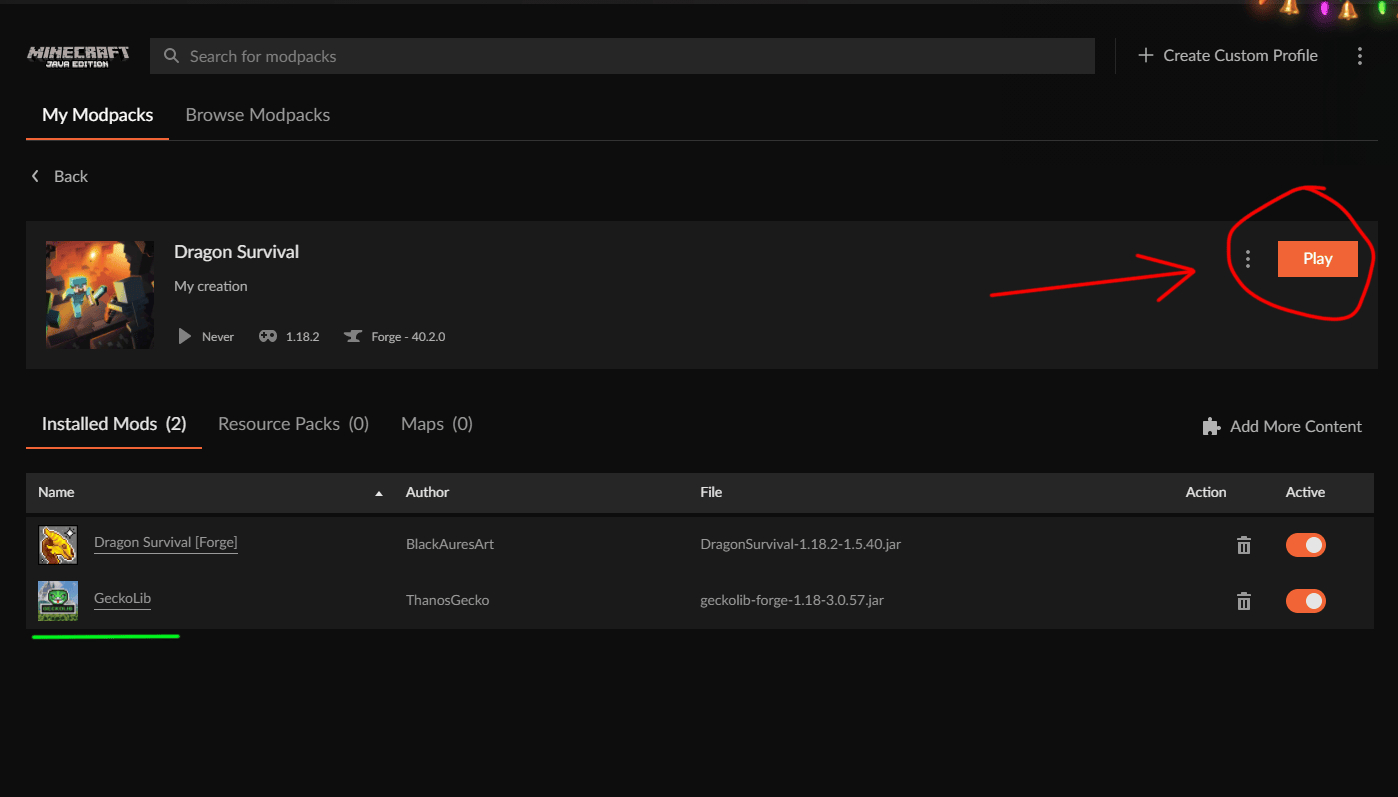 MINECRAFT
JAVA EDITION
Search for modpacks
Create Custom Profile
My Modpacks
Browse Modpacks
Back
Dragon Survival
My creation
Play
Never
1.18.2
Forge - 40.2.0
Installed Mods (2)
Resource Packs (0)
Maps (0)
Add More Content
Name
Author
File
Action
Active
Dragon Survival [Forge]
BlackAuresArt
DragonSurvival-1.18.2-1.5.40.jar
GeckoLib
ThanosGecko
geckolib-forge-1.18-3.0.57.jar